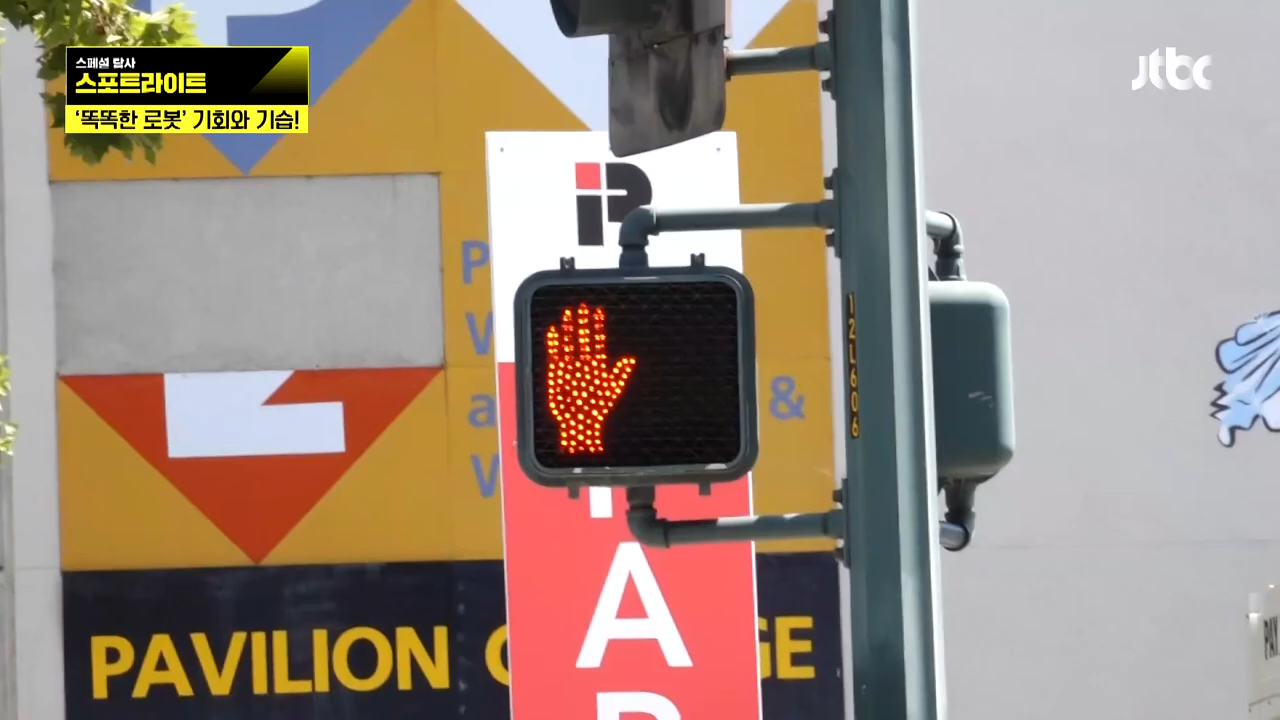 스페셜 탐사
스포트라이트
'똑똑한 로봇' 기회와 기습!
jtbc
iP
P
W
a
&
W
12L606
A
PAVILION G
GE